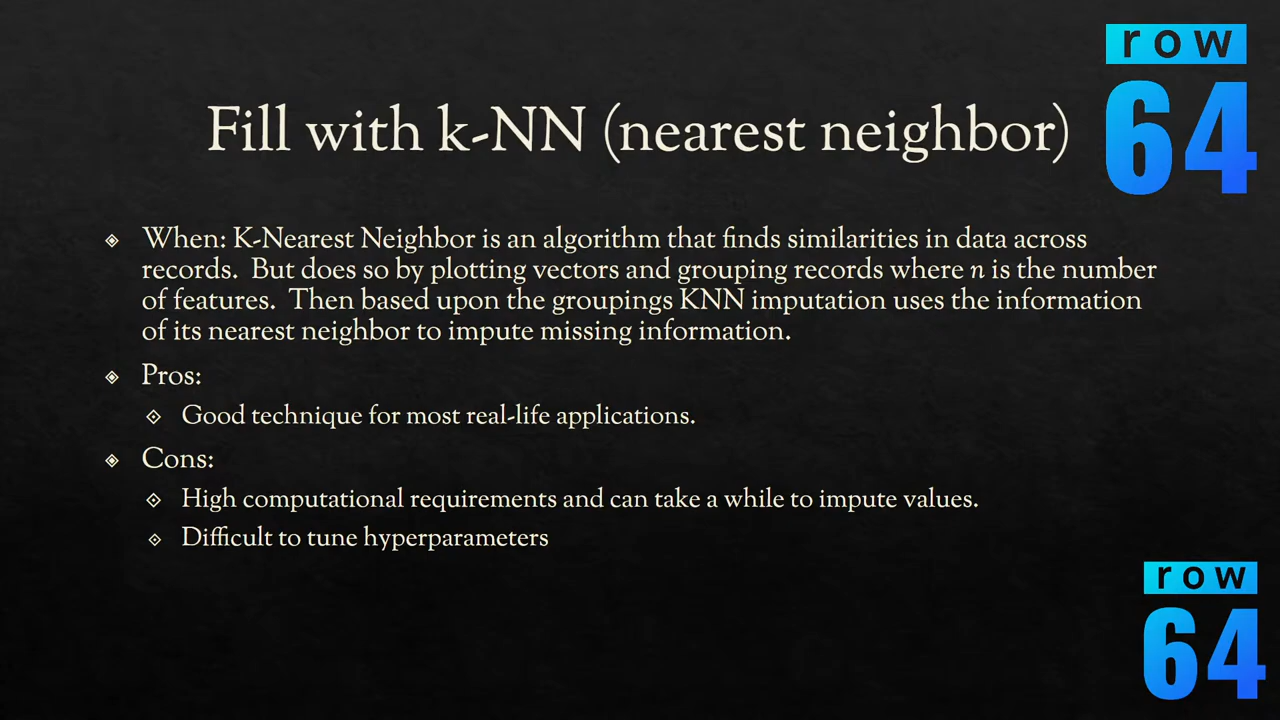 row
64
Fill with k-NN (nearest neighbor)
When: K-Nearest Neighbor is an algorithm that finds similarities in data across
records.  But does so by plotting vectors and grouping records where n is the number
of features.  Then based upon the groupings KNN imputation uses the information
of its nearest neighbor to impute missing information.
Pros:
Good technique for most real-life applications.
Cons:
High computational requirements and can take a while to impute values.
Difficult to tune hyperparameters
row
64